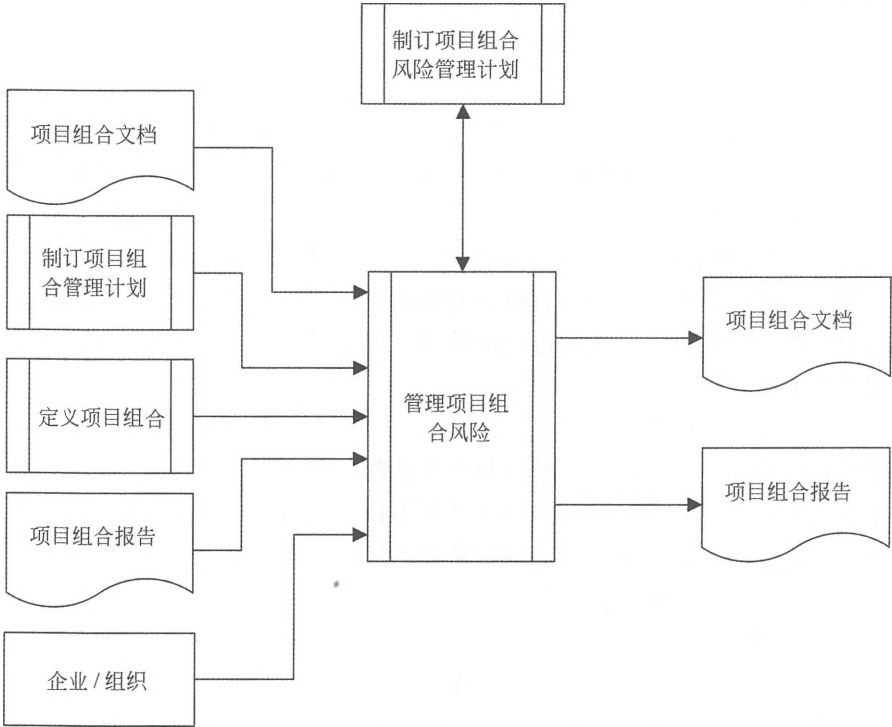 制订项目组合
风险管理计划
项目组合文档
制订项目组
合管理计划
定义项目组合
项目组合报告
企业 / 组织
管理项目组
合风险
项目组合文档
项目组合报告